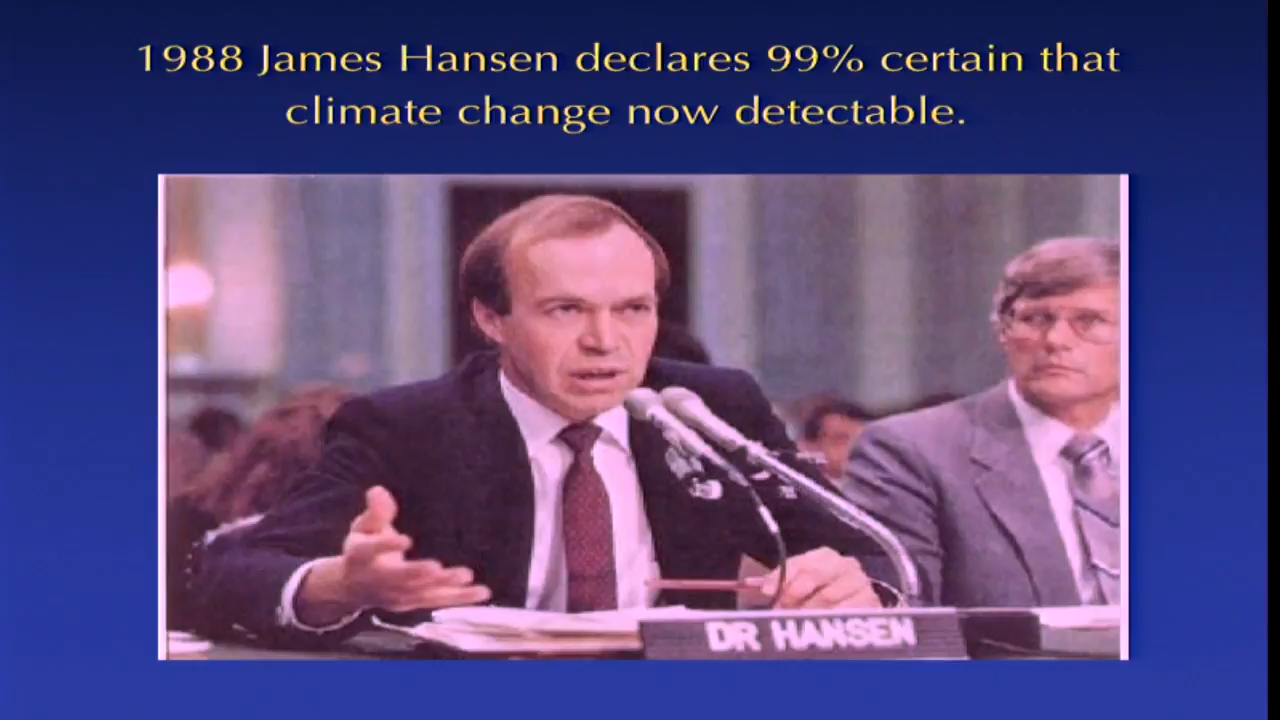 1988 James Hansen declares 99% certain that
climate change now detectable.
DR HANSEN